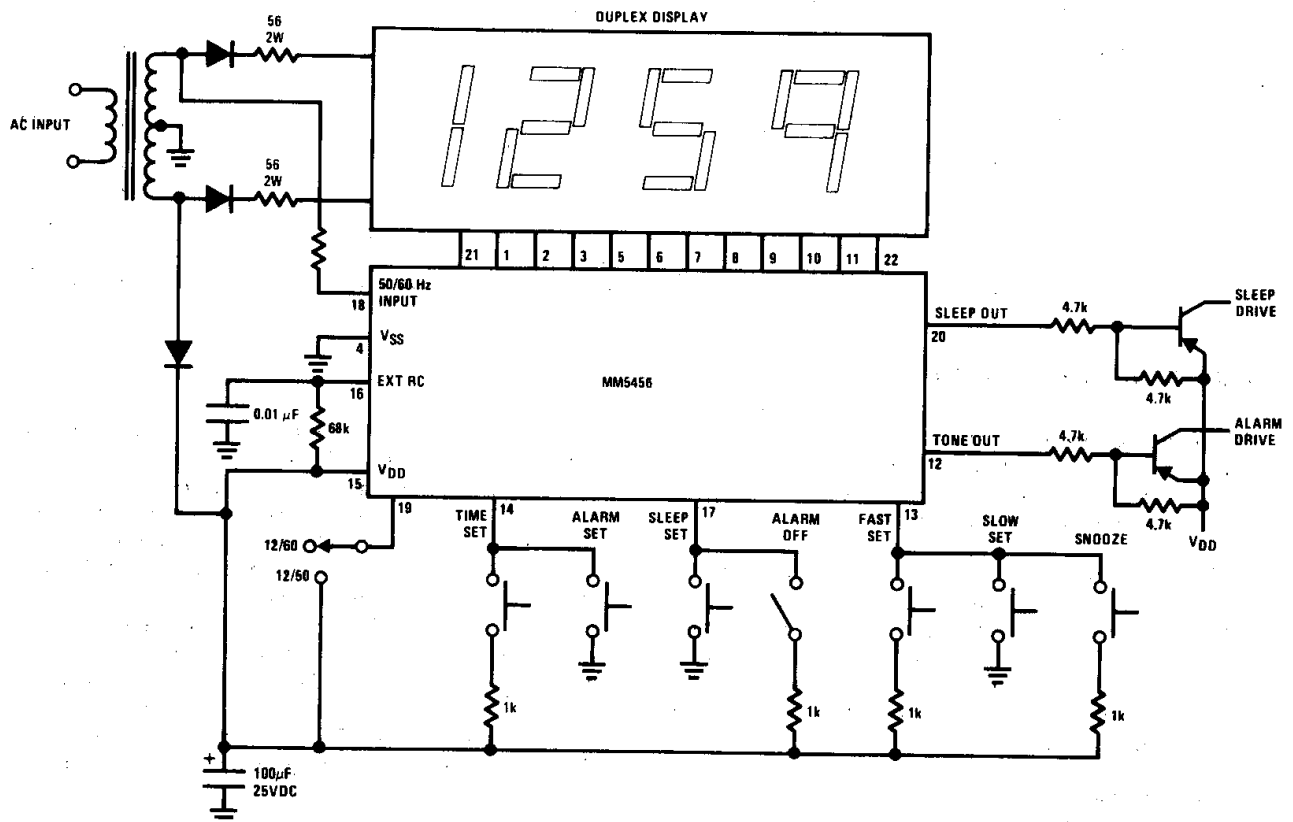 DUPLEX DISPLAY
56
2W
AC INPUT
56
2W
1259
21 1 2 3 5 6 7 8 9 10 11 22
50/60 Hz
INPUT
18
VSS
4
EXT RC
16
0.01 μF
68k
VDD
15
MM5456
SLEEP OUT
20
4.7k
SLEEP
DRIVE
4.7k
TONE OUT
12
4.7k
ALARM
DRIVE
4.7k
VDD
19
12/60
12/50
TIME
SET
14
ALARM
SET
SLEEP
SET
17
ALARM
OFF
FAST
SET
13
SLOW
SET
SNOOZE
1k
1k
1k
1k
+
100μF
25VDC